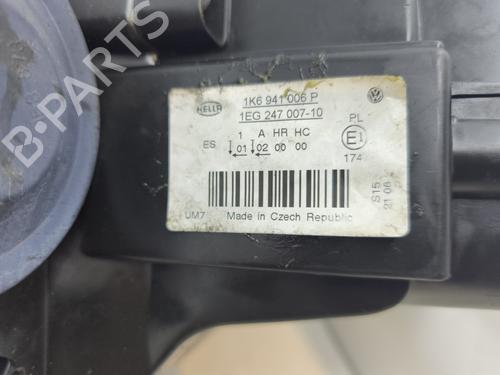 HELLA
1K6 941 006 P
1EG 247 007-10
1 A HR HC
ES 01 02 00 00
PL
E1
174
S15
21 06
UM7 Made in Czech Republic
B-PARTS